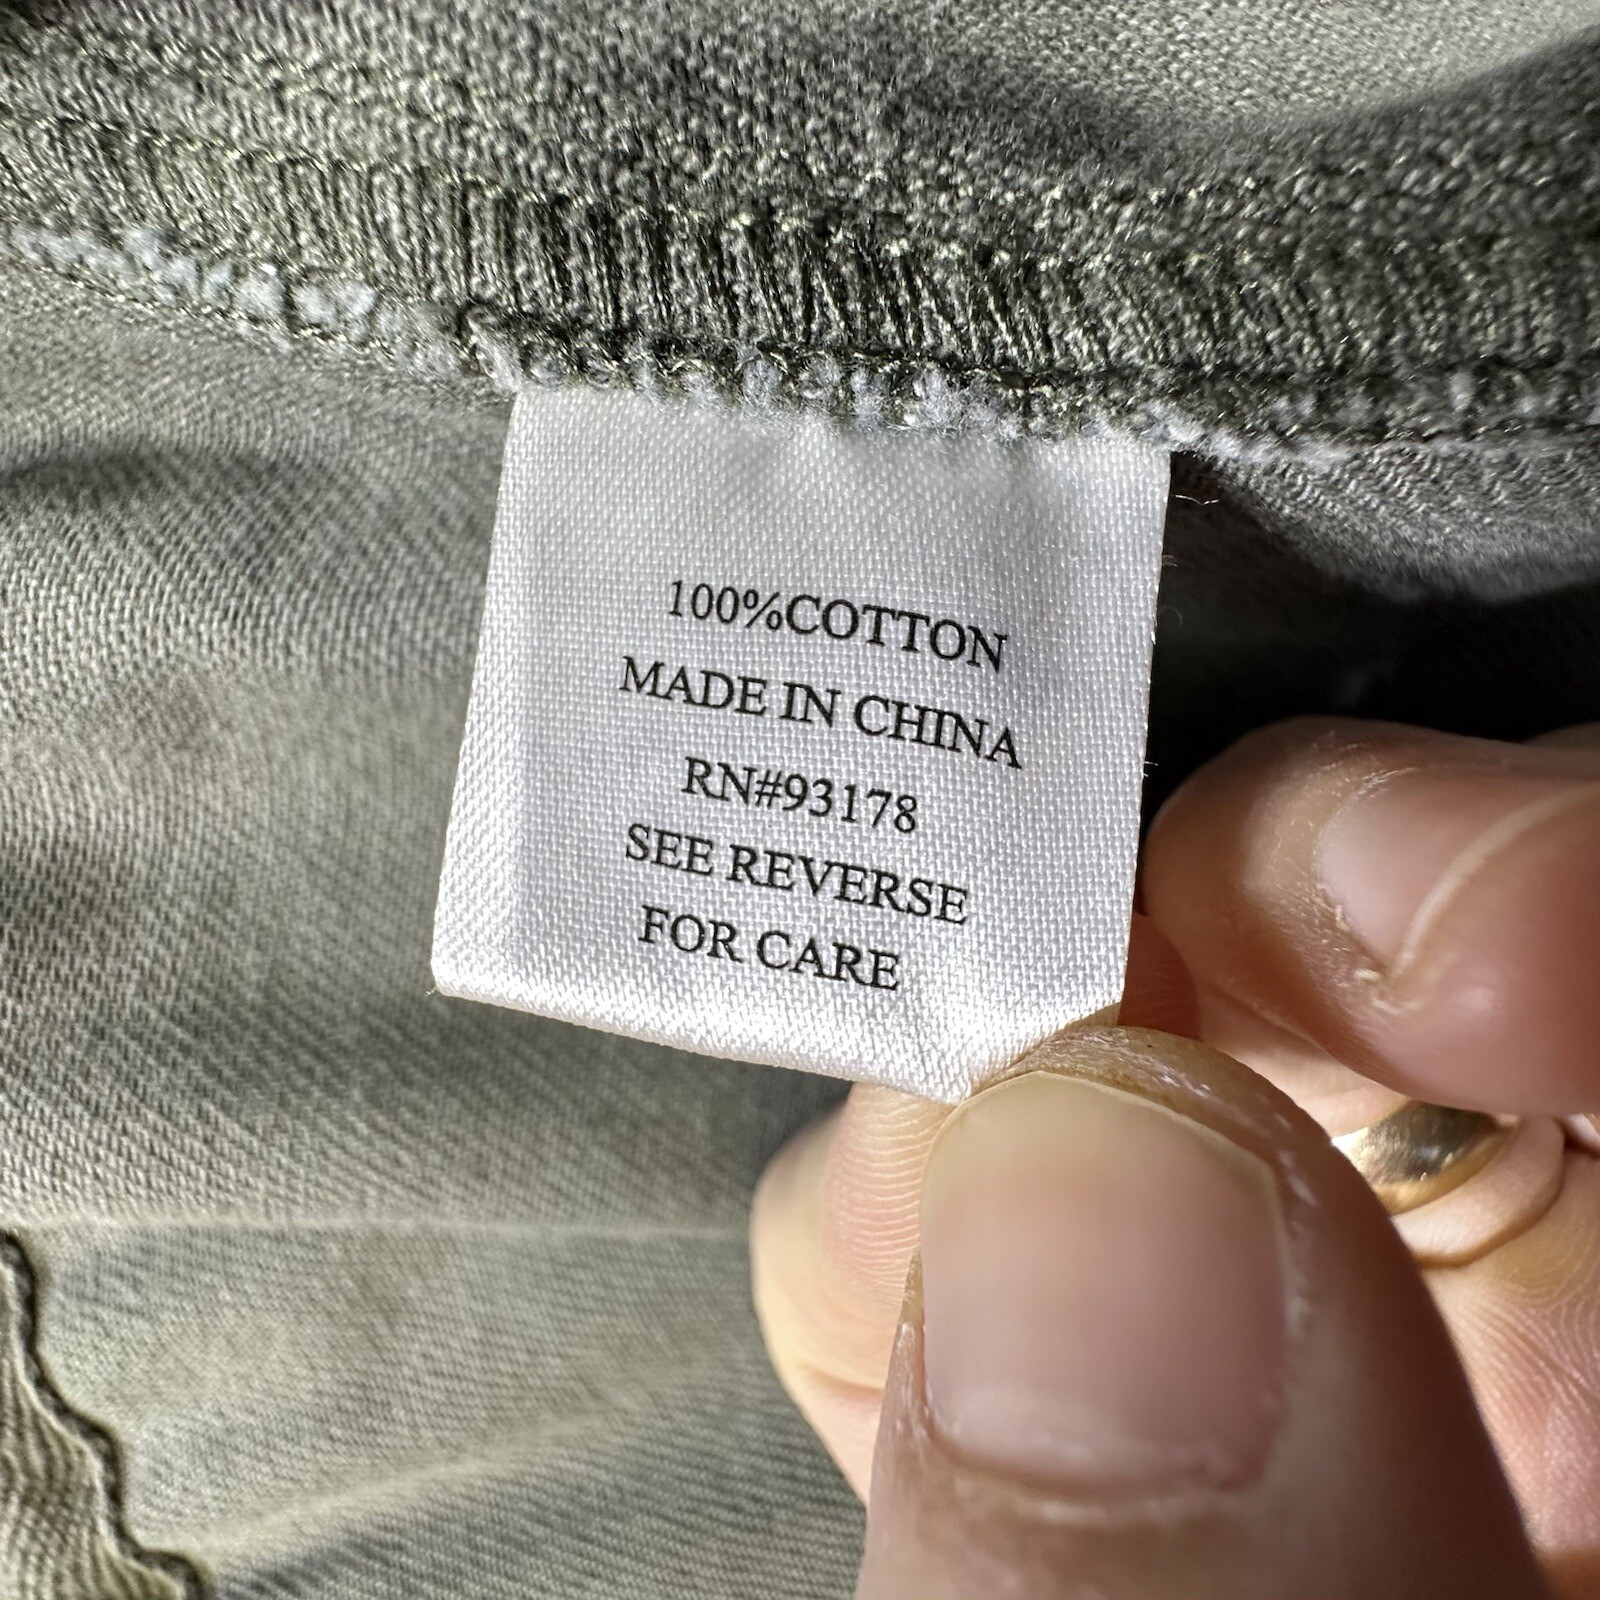 100%COTTON
MADE IN CHINA
RN#93178
SEE REVERSE
FOR CARE